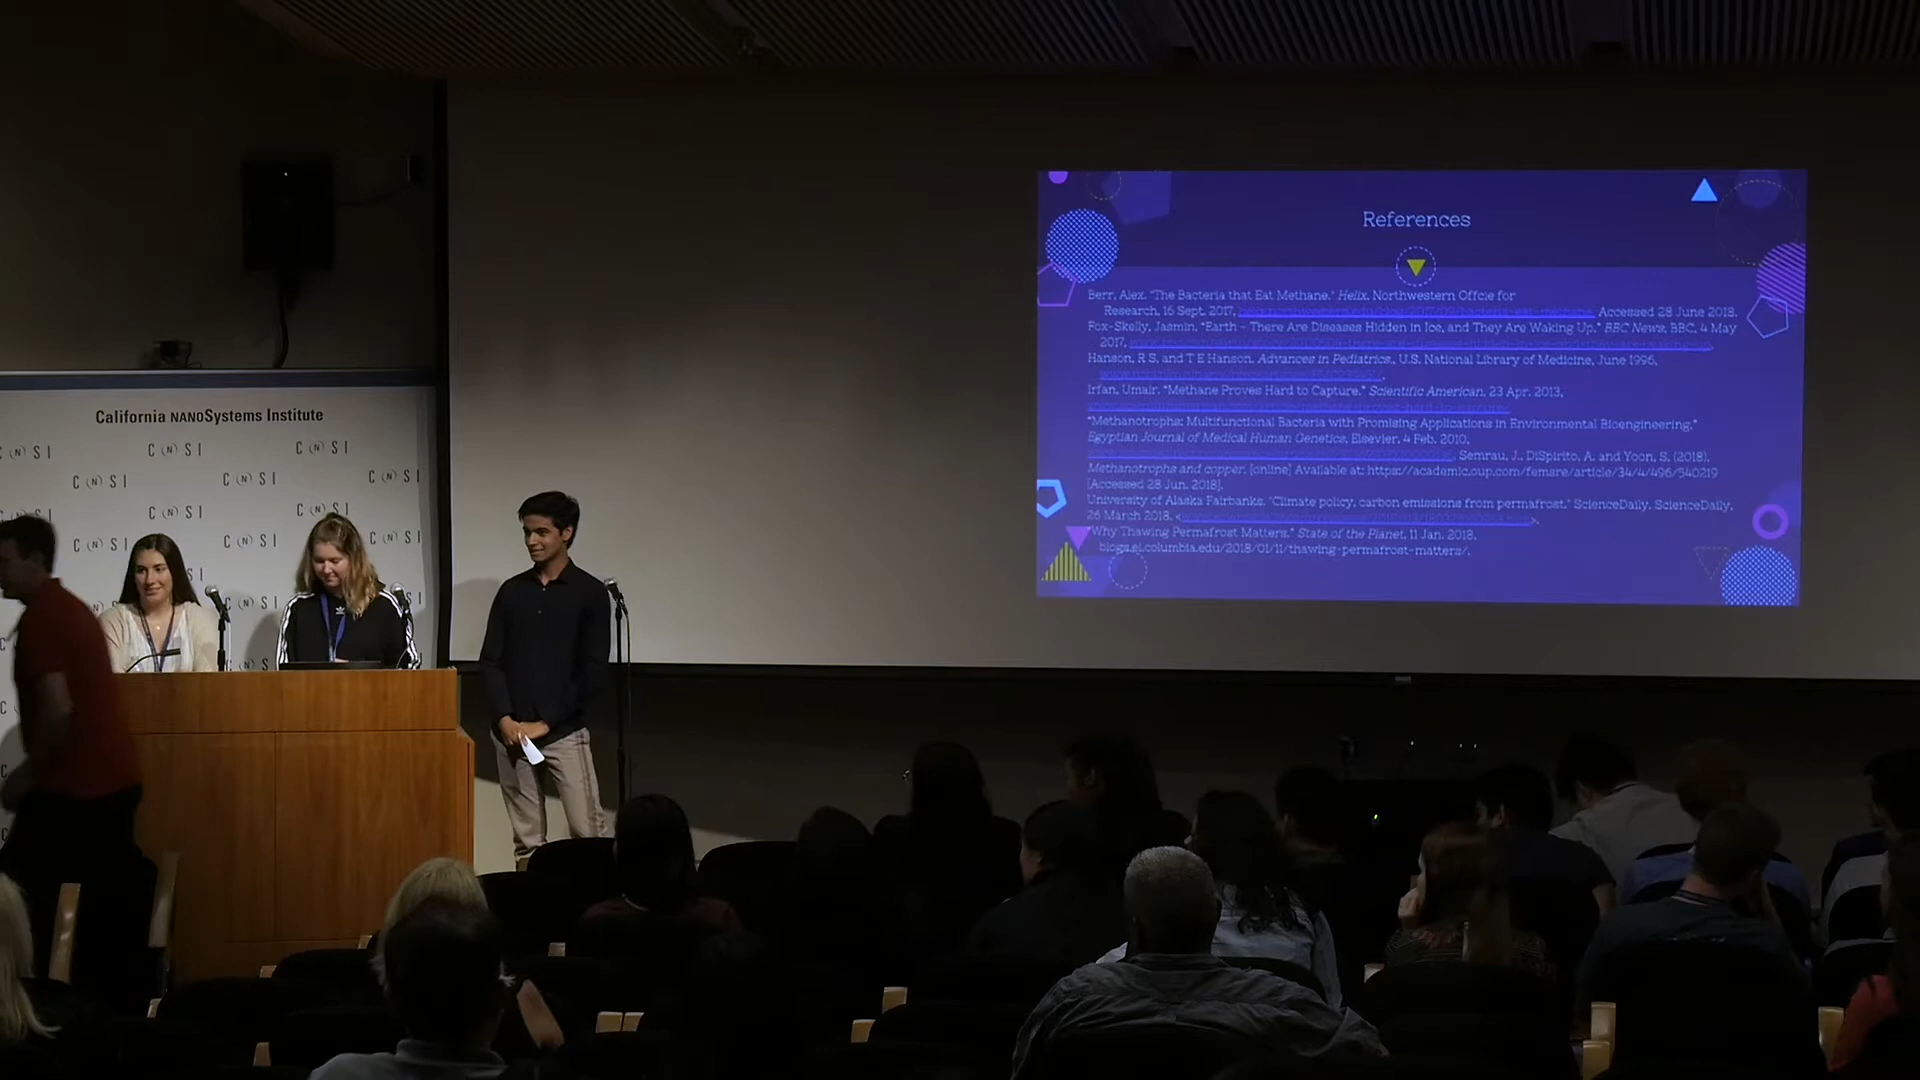 California NANOSystems Institute
C (N) S I
C (N) S I
C (N) S I
C (N) S I
C (N) S I
C (N) S I
C (N) S I
C (N) S I
C (N) S I
C (N) S I
C (N) S I
References
Berr, Alex. "The Bacteria that Eat Methane." Helix, Northwestern Offcie for
Research, 16 Sept. 2017, Accessed 28 June 2018.
Fox-Skelly, Jasmin. "Earth - There Are Diseases Hidden in Ice, and They Are Waking Up." BBC News, BBC, 4 May
2017,
Hanson, R S, and T E Hanson. Advances in Pediatrics., U.S. National Library of Medicine, June 1996,
Irfan, Umair. "Methane Proves Hard to Capture." Scientific American, 23 Apr. 2013,
"Methanotrophs: Multifunctional Bacteria with Promising Applications in Environmental Bioengineering."
Egyptian Journal of Medical Human Genetics, Elsevier, 4 Feb. 2010,
Semrau, J., DiSpirito, A. and Yoon, S. (2018).
Methanotrophs and copper. [online] Available at: https://academic.oup.com/femsre/article/34/4/496/540219
[Accessed 28 Jun. 2018].
University of Alaska Fairbanks. "Climate policy, carbon emissions from permafrost." ScienceDaily. ScienceDaily,
26 March 2018.
"Why Thawing Permafrost Matters." State of the Planet, 11 Jan. 2018,
blogs.ei.columbia.edu/2018/01/11/thawing-permafrost-matters/.